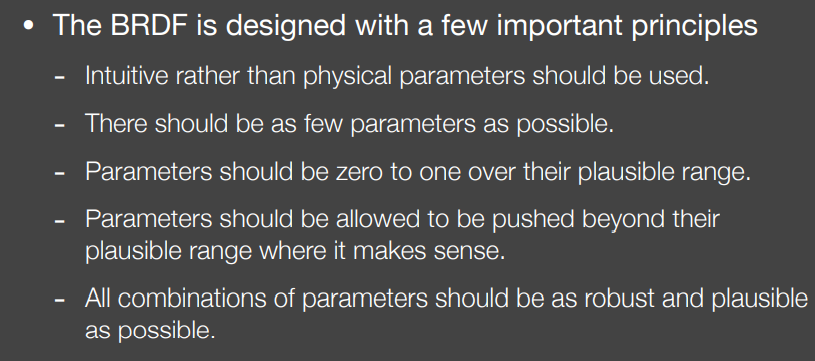 • The BRDF is designed with a few important principles
- Intuitive rather than physical parameters should be used.
- There should be as few parameters as possible.
- Parameters should be zero to one over their plausible range.
- Parameters should be allowed to be pushed beyond their
plausible range where it makes sense.
- All combinations of parameters should be as robust and plausible
as possible.